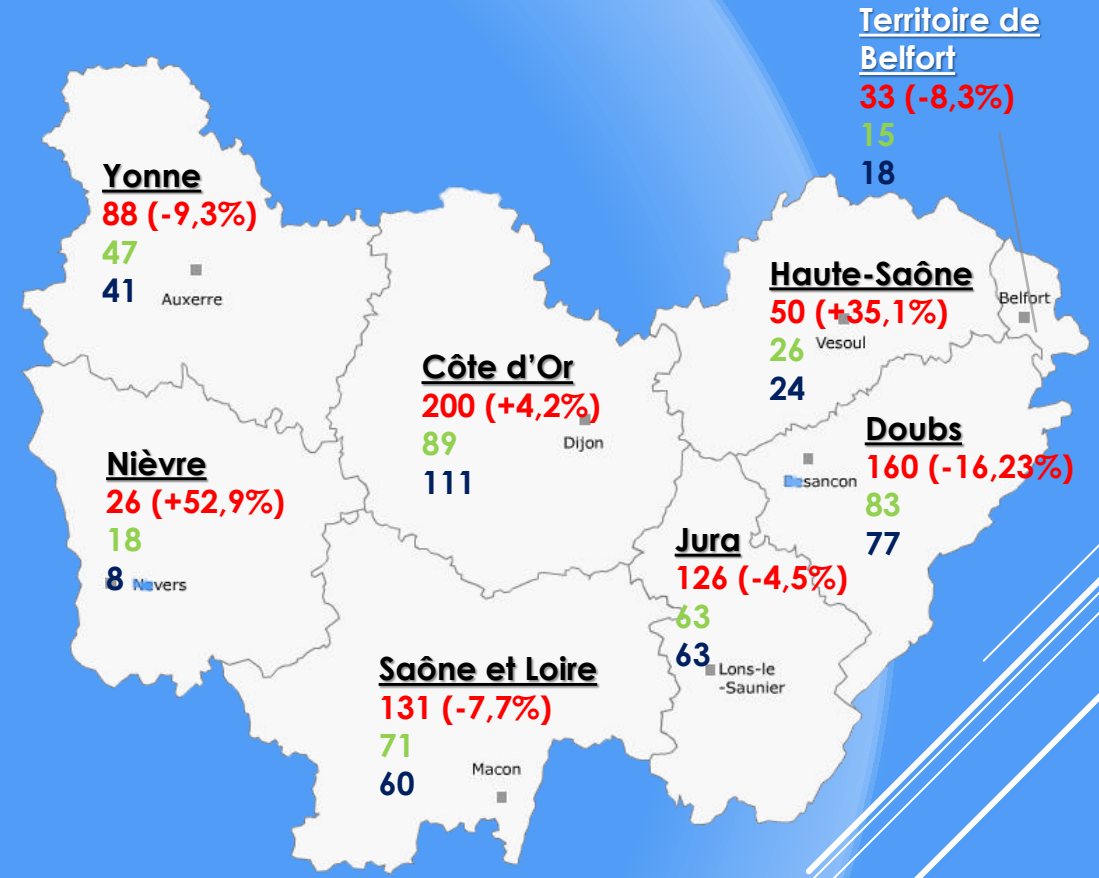 Territoire de
Belfort
33 (-8,3%)
15
18
Yonne
88 (-9,3%)
47
41
Auxerre
Haute-Saône
50 (+35,1%)
26
24
Vesoul
Belfort
Côte d’Or
200 (+4,2%)
89
111
Dijon
Doubs
160 (-16,23%)
83
77
Besancon
Nièvre
26 (+52,9%)
18
8
Nevers
Jura
126 (-4,5%)
63
63
Lons-le
-Saunier
Saône et Loire
131 (-7,7%)
71
60
Macon